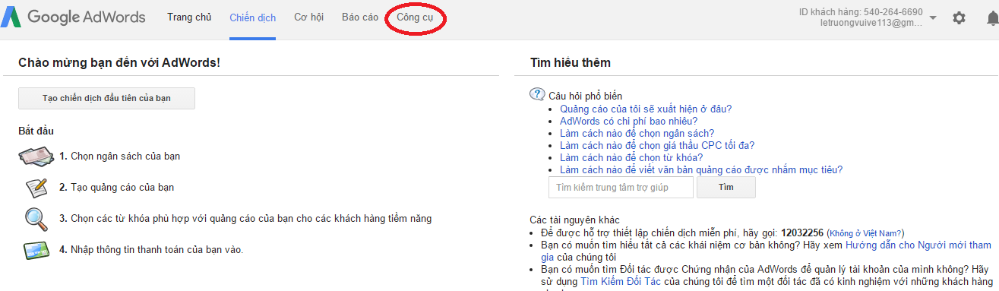 Google AdWords Trang chủ Chiến dịch Cơ hội Báo cáo Công cụ
ID khách hàng: 540-264-6690
letruongvuive113@gm...
Chào mừng bạn đến với AdWords!
Tạo chiến dịch đầu tiên của bạn
Bắt đầu
1. Chọn ngân sách của bạn
2. Tạo quảng cáo của bạn
3. Chọn các từ khóa phù hợp với quảng cáo của bạn cho các khách hàng tiềm năng
4. Nhập thông tin thanh toán của bạn vào.
Tìm hiểu thêm
Câu hỏi phổ biến
Quảng cáo của tôi sẽ xuất hiện ở đâu?
AdWords có chi phí bao nhiêu?
Làm cách nào để chọn ngân sách?
Làm cách nào để chọn giá thầu CPC tối đa?
Làm cách nào để chọn từ khóa?
Làm cách nào để viết văn bản quảng cáo được nhắm mục tiêu?
Tìm kiếm trung tâm trợ giúp Tìm
Các tài nguyên khác
Để được hỗ trợ thiết lập chiến dịch miễn phí, hãy gọi: 12032256 (Không ở Việt Nam?)
Bạn có muốn tìm hiểu tất cả các khái niệm cơ bản không? Hãy xem Hướng dẫn cho Người mới tham
gia của chúng tôi
Bạn có muốn tìm Đối tác được Chứng nhận của AdWords để quản lý tài khoản của mình không? Hãy
sử dụng Tìm Kiếm Đối Tác của chúng tôi để tìm một đối tác đã có kinh nghiệm với những khách hàng